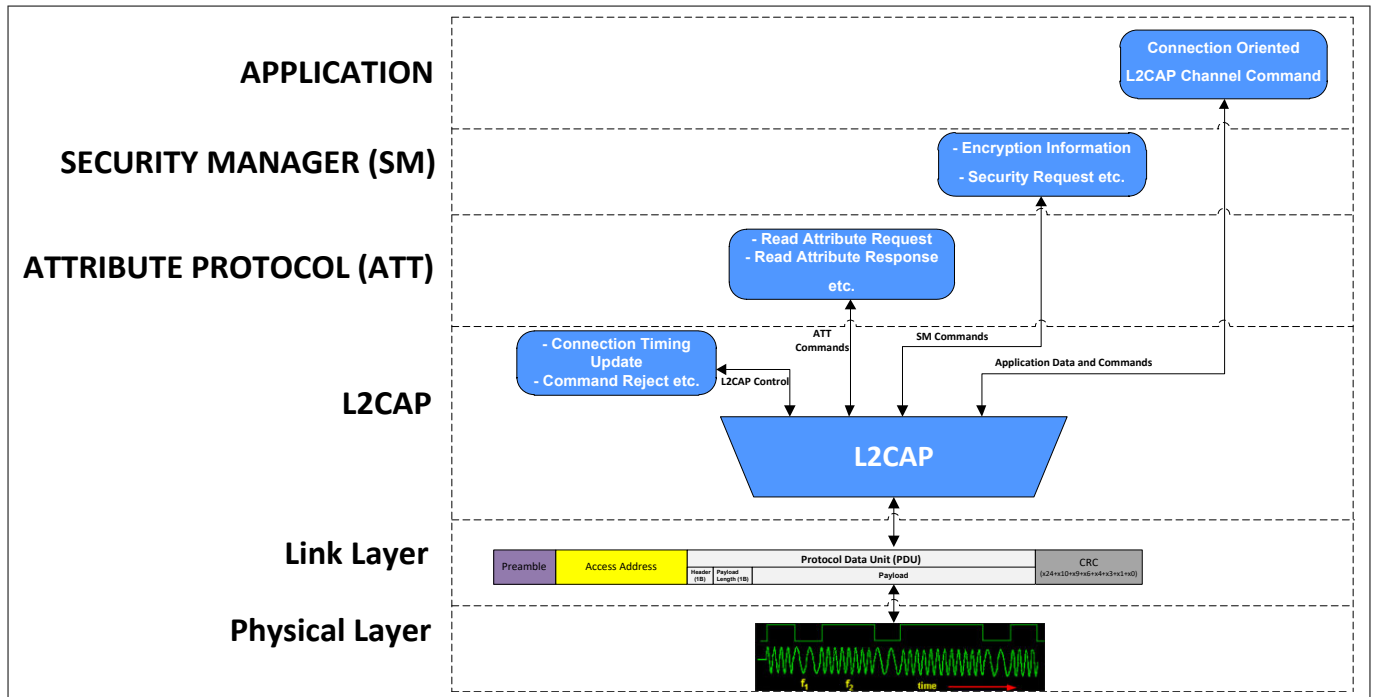 APPLICATION
Connection Oriented
L2CAP Channel Command
SECURITY MANAGER (SM)
- Encryption Information
- Security Request etc.
ATTRIBUTE PROTOCOL (ATT)
- Read Attribute Request
- Read Attribute Response
etc.
ATT
Commands
SM Commands
Application Data and Commands
L2CAP
- Connection Timing
Update
- Command Reject etc.
L2CAP Control
L2CAP
Link Layer
Preamble
Access Address
Protocol Data Unit (PDU)
Header
(1B)
Payload
Length (1B)
Payload
CRC
(x24+x10+x9+x6+x4+x3+x1+x0)
Physical Layer
f1
f2
time